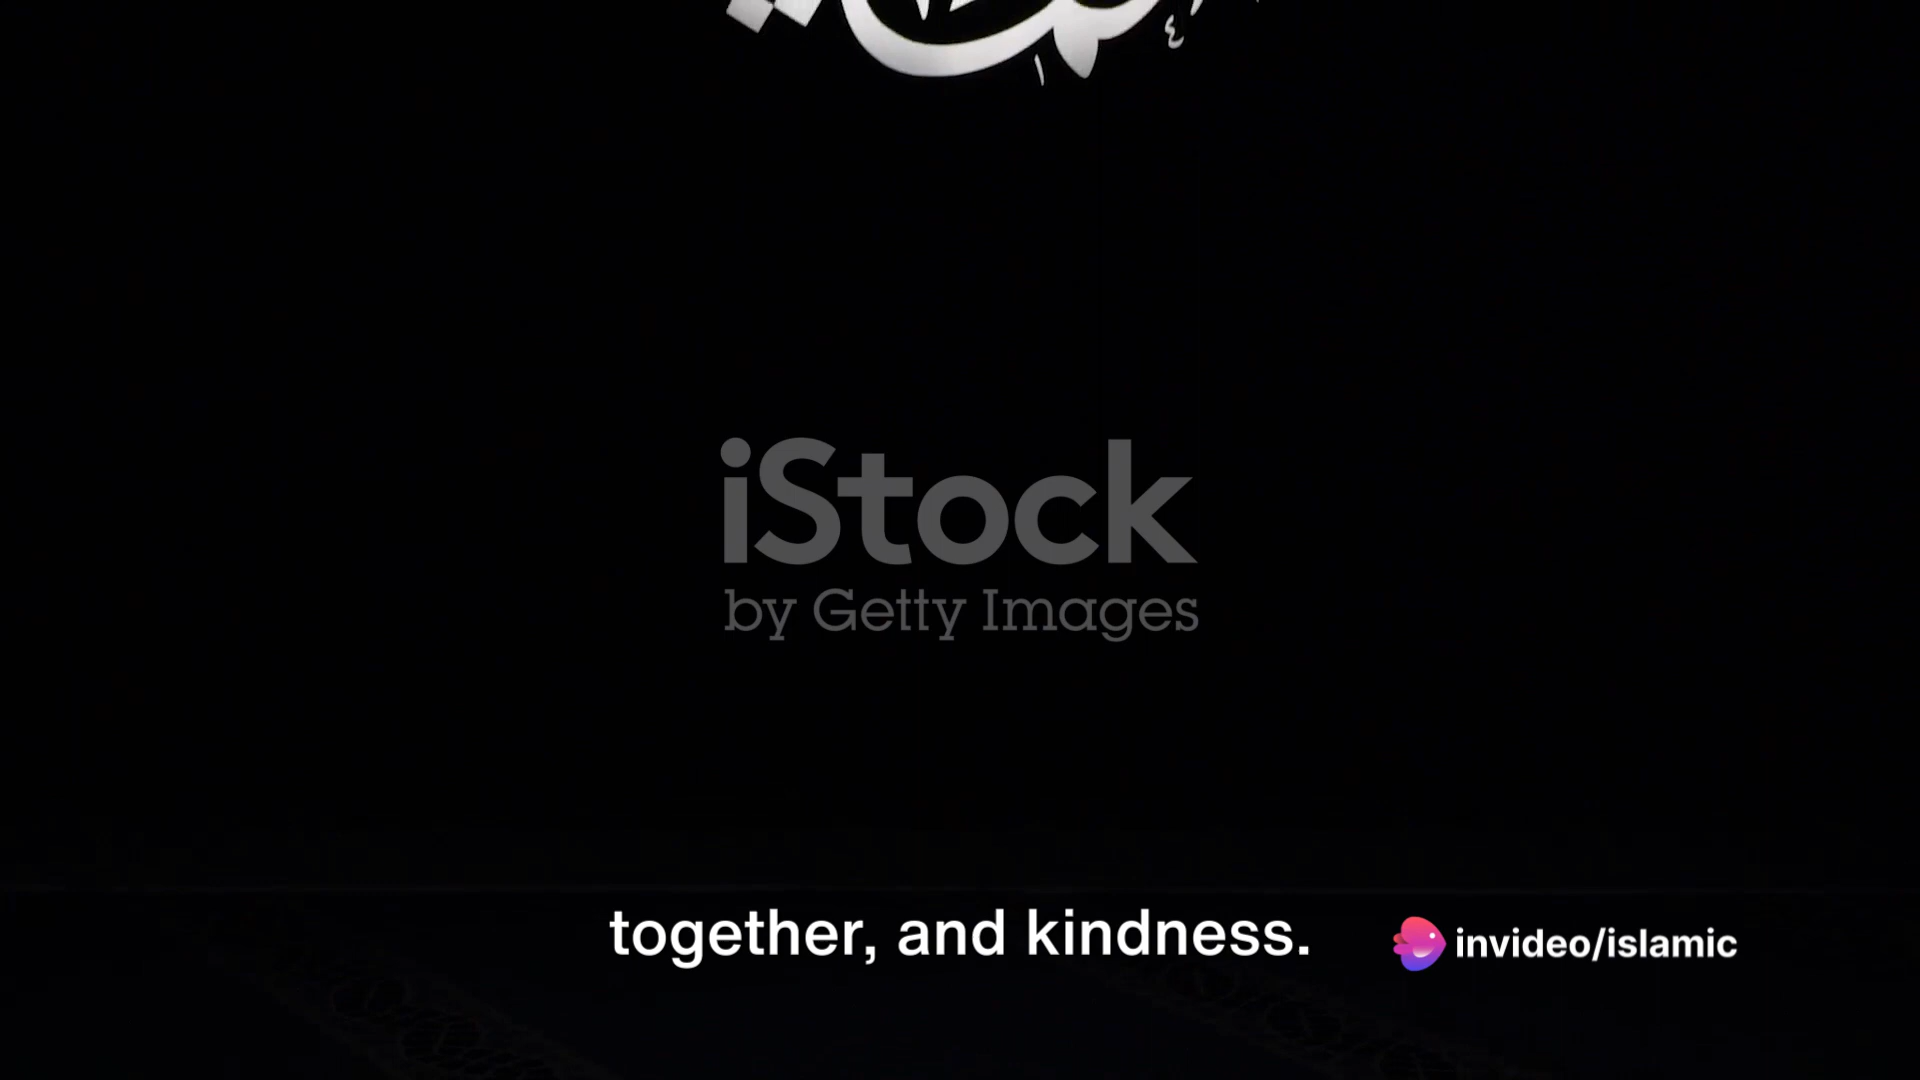 iStock
by Getty Images
together, and kindness.
invideo/islamic